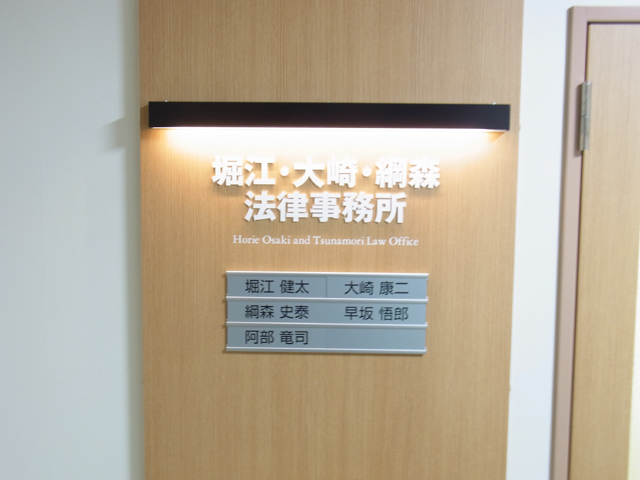 堀江・大崎・綱森
法律事務所
Horie Osaki and Tsunamori Law Office
堀江 健太 大崎 康二
綱森 史泰 早坂 悟郎
阿部 竜司